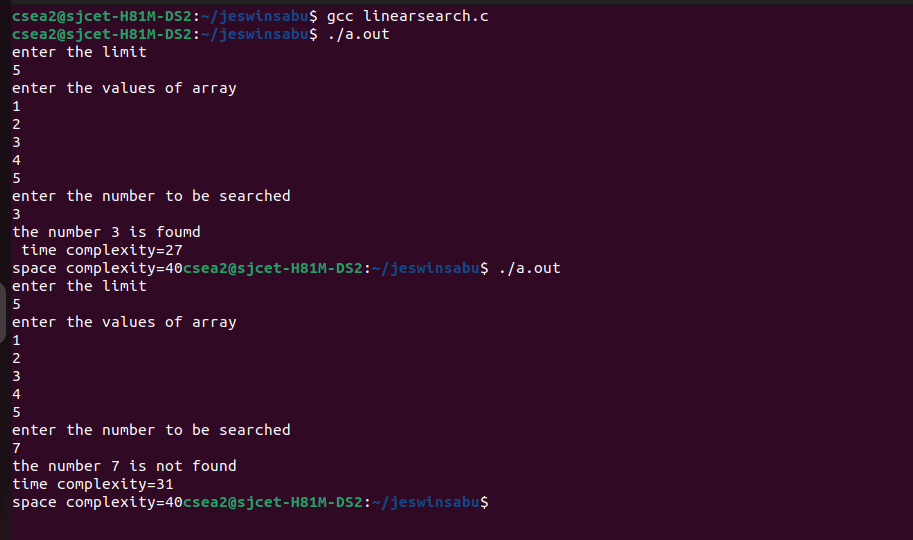 csea2@sjcet-H81M-DS2:~/jeswinsabu$ gcc linearsearch.c
csea2@sjcet-H81M-DS2:~/jeswinsabu$ ./a.out
enter the limit
5
enter the values of array
1
2
3
4
5
enter the number to be searched
3
the number 3 is foumd
 time complexity=27
space complexity=40csea2@sjcet-H81M-DS2:~/jeswinsabu$ ./a.out
enter the limit
5
enter the values of array
1
2
3
4
5
enter the number to be searched
7
the number 7 is not found
time complexity=31
space complexity=40csea2@sjcet-H81M-DS2:~/jeswinsabu$